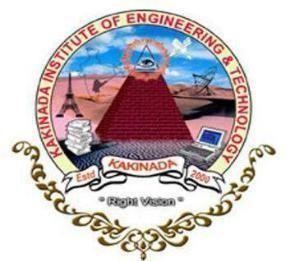 KAKINADA INSTITUTE OF ENGINEERING & TECHNOLOGY
KAKINADA
Estd 2000
" Right Vision "